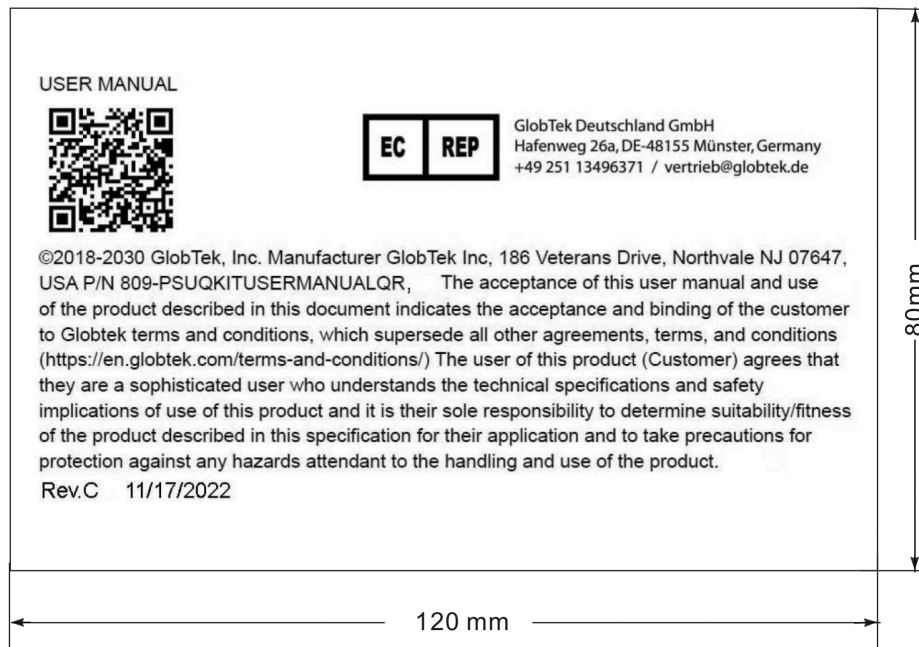 USER MANUAL
EC REP
GlobTek Deutschland GmbH
Hafenweg 26a, DE-48155 Münster, Germany
+49 251 13496371 / vertrieb@globtek.de
©2018-2030 GlobTek, Inc. Manufacturer GlobTek Inc, 186 Veterans Drive, Northvale NJ 07647,
USA P/N 809-PSUQKITUSERMANUALQR, The acceptance of this user manual and use
of the product described in this document indicates the acceptance and binding of the customer
to Globtek terms and conditions, which supersede all other agreements, terms, and conditions
(https://en.globtek.com/terms-and-conditions/) The user of this product (Customer) agrees that
they are a sophisticated user who understands the technical specifications and safety
implications of use of this product and it is their sole responsibility to determine suitability/fitness
of the product described in this specification for their application and to take precautions for
protection against any hazards attendant to the handling and use of the product.
Rev.C 11/17/2022
80mm
120 mm